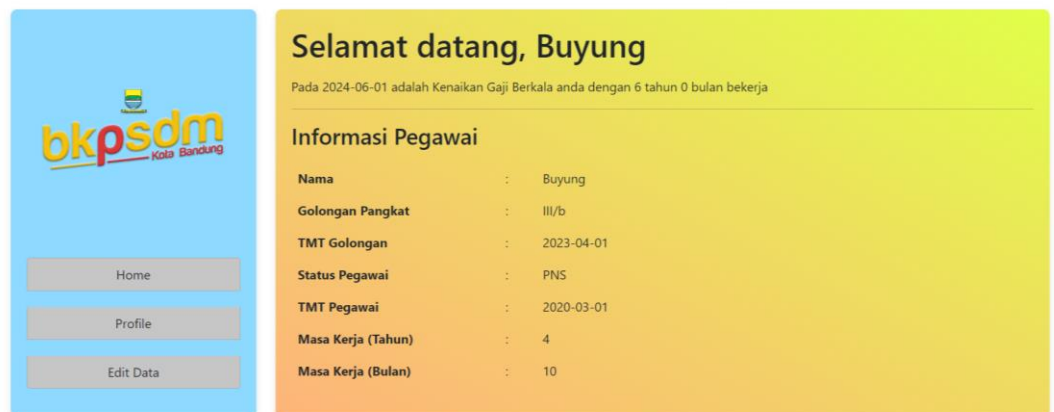 bkpsdm
Kota Bandung
Home
Profile
Edit Data
Selamat datang, Buyung
Pada 2024-06-01 adalah Kenaikan Gaji Berkala anda dengan 6 tahun 0 bulan bekerja
Informasi Pegawai
Nama : Buyung
Golongan Pangkat : III/b
TMT Golongan : 2023-04-01
Status Pegawai : PNS
TMT Pegawai : 2020-03-01
Masa Kerja (Tahun) : 4
Masa Kerja (Bulan) : 10